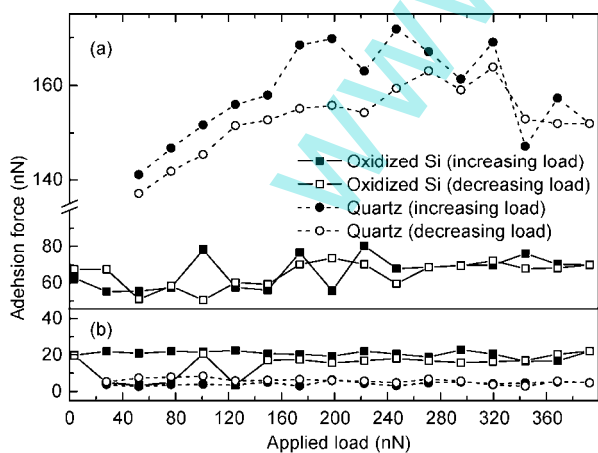 (a)
160
140
80
60
Oxidized Si (increasing load)
Oxidized Si (decreasing load)
Quartz (increasing load)
Quartz (decreasing load)
Adehsion force (nN)
(b)
40
20
0
0 40 80 120 160 200 240 280 320 360
Applied load (nN)
www